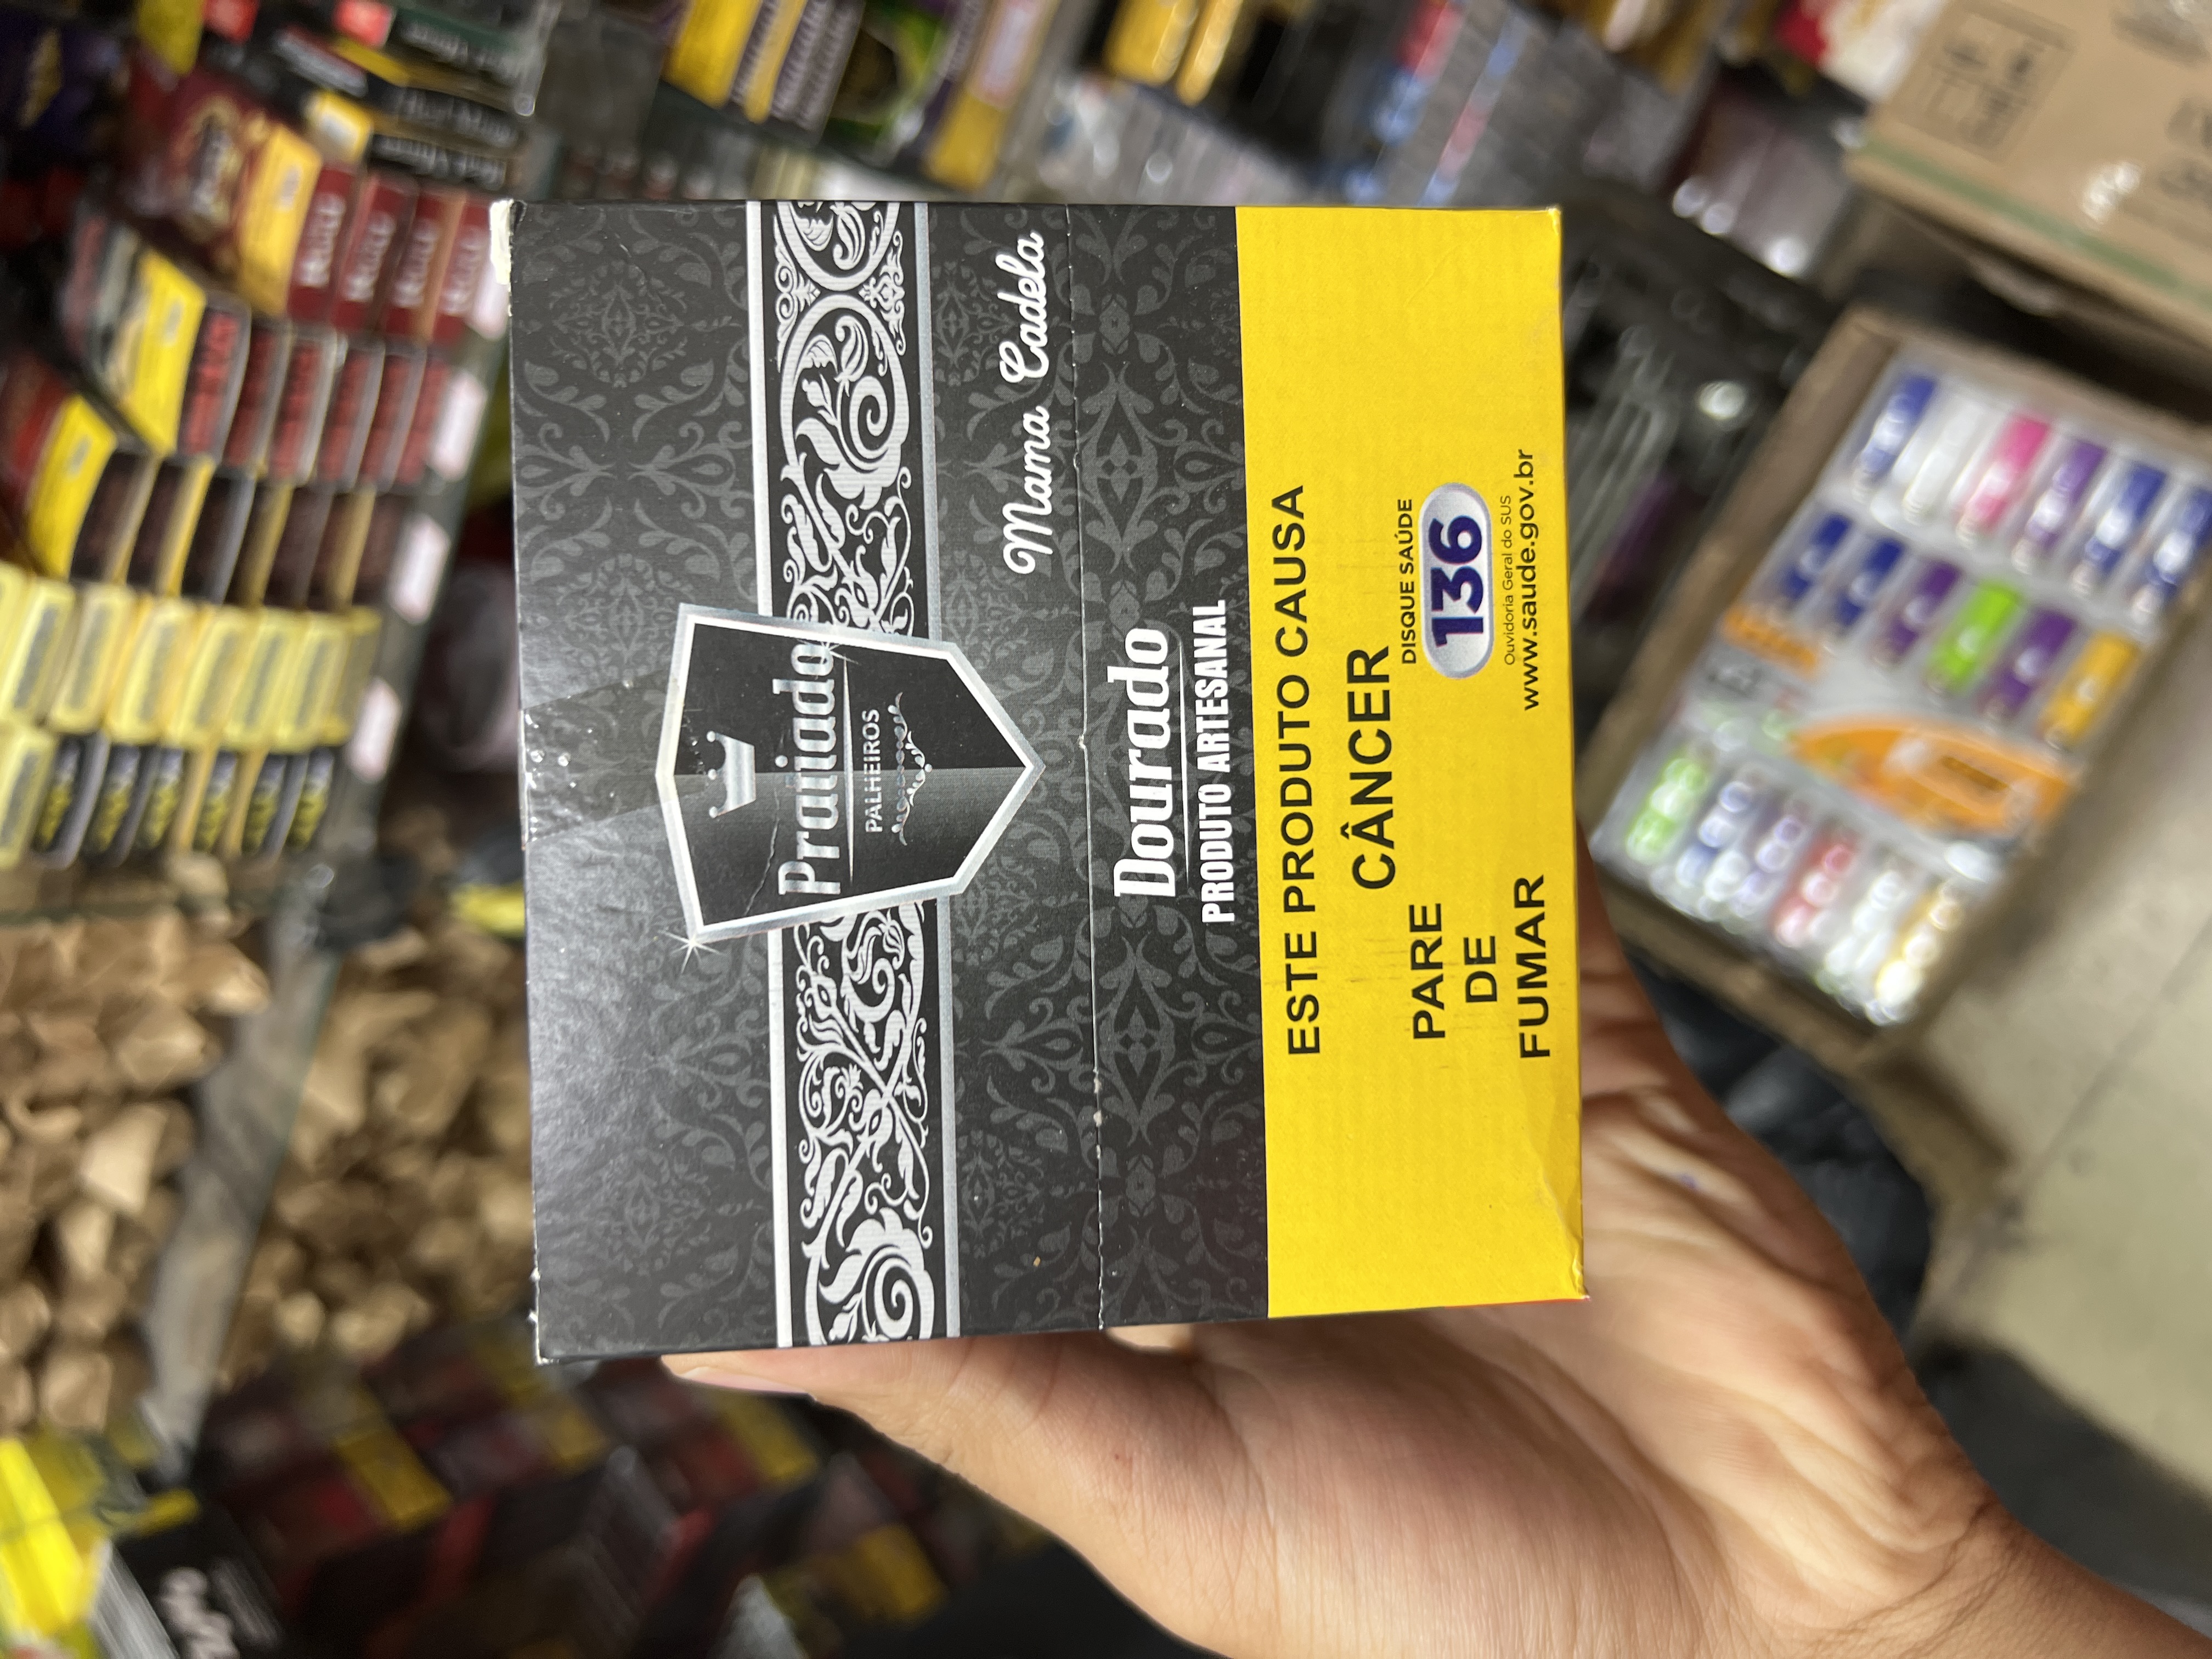 Pratiado
PALHEIROS
Mama Cadela
Dourado
PRODUTO ARTESANAL
ESTE PRODUTO CAUSA
CÂNCER
PARE
DE
FUMAR
DISQUE SAÚDE
136
Ouvidoria Geral do SUS
www.saude.gov.br